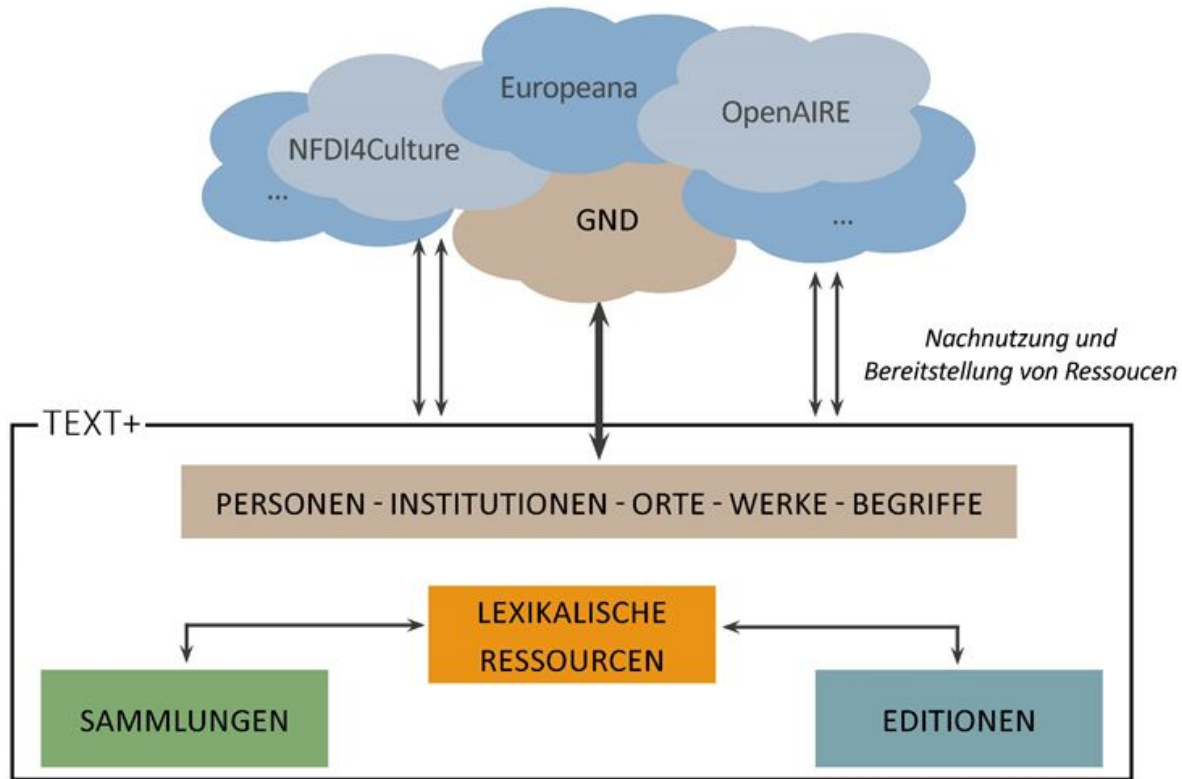 Europeana
OpenAIRE
NFDI4Culture
...
GND
...
Nachnutzung und
Bereitstellung von Ressoucen
TEXT+
PERSONEN - INSTITUTIONEN - ORTE - WERKE - BEGRIFFE
LEXIKALISCHE
RESSOURCEN
SAMMLUNGEN
EDITIONEN